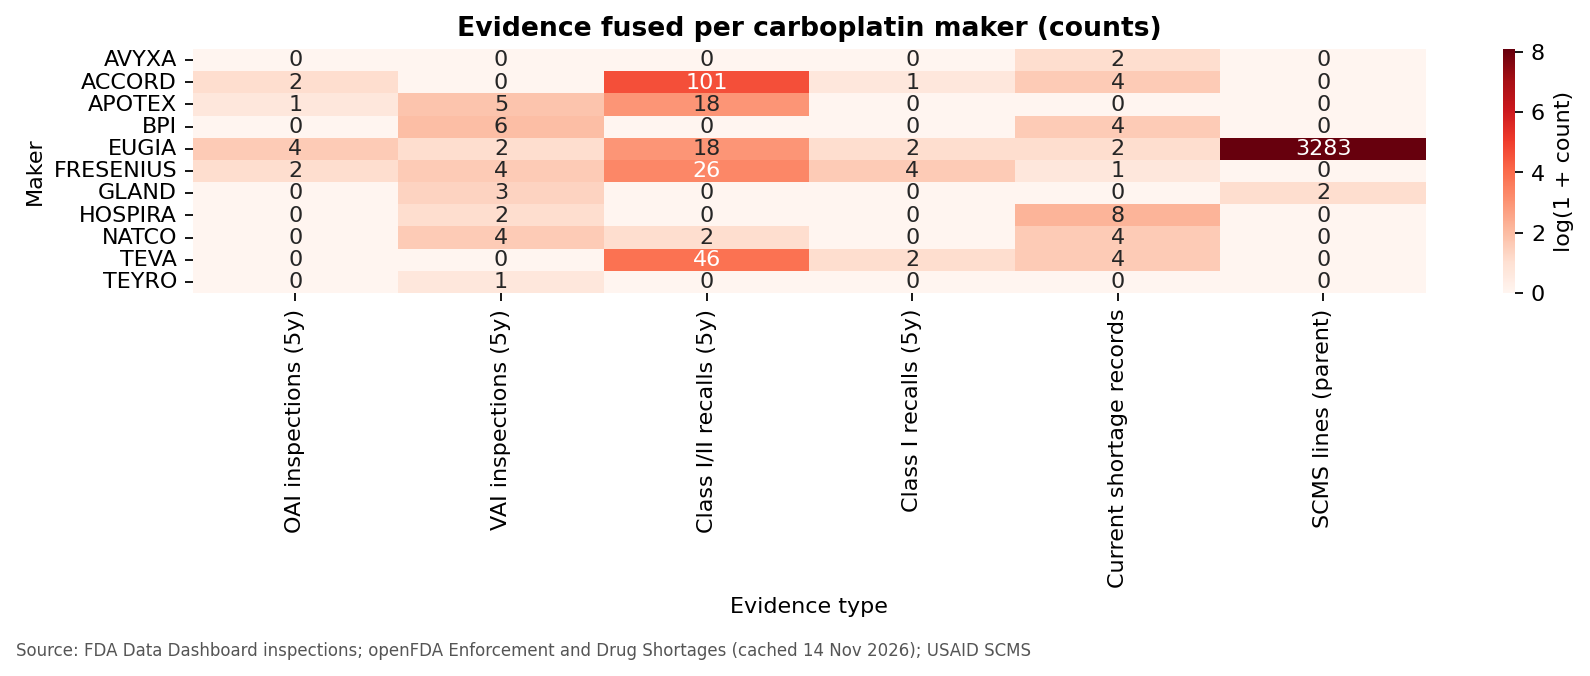 Evidence fused per carboplatin maker (counts)
Maker
AVYXA 0 0 0 0 2 0
ACCORD 2 0 101 1 4 0
APOTEX 1 5 18 0 0 0
BPI 0 6 0 0 4 0
EUGIA 4 2 18 2 2 3283
FRESENIUS 2 4 26 4 1 0
GLAND 0 3 0 0 0 2
HOSPIRA 0 2 0 0 8 0
NATCO 0 4 2 0 4 0
TEVA 0 0 46 2 4 0
TEYRO 0 1 0 0 0 0
OAI inspections (5y)
VAI inspections (5y)
Class I/II recalls (5y)
Class I recalls (5y)
Current shortage records
SCMS lines (parent)
Evidence type
8
6
4
2
0
log(1 + count)
Source: FDA Data Dashboard inspections; openFDA Enforcement and Drug Shortages (cached 14 Nov 2026); USAID SCMS